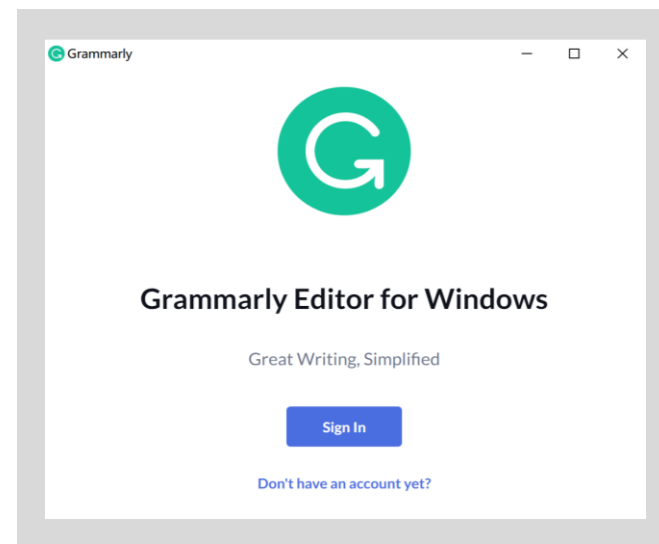 Grammarly
Grammarly Editor for Windows
Great Writing, Simplified
Sign In
Don't have an account yet?